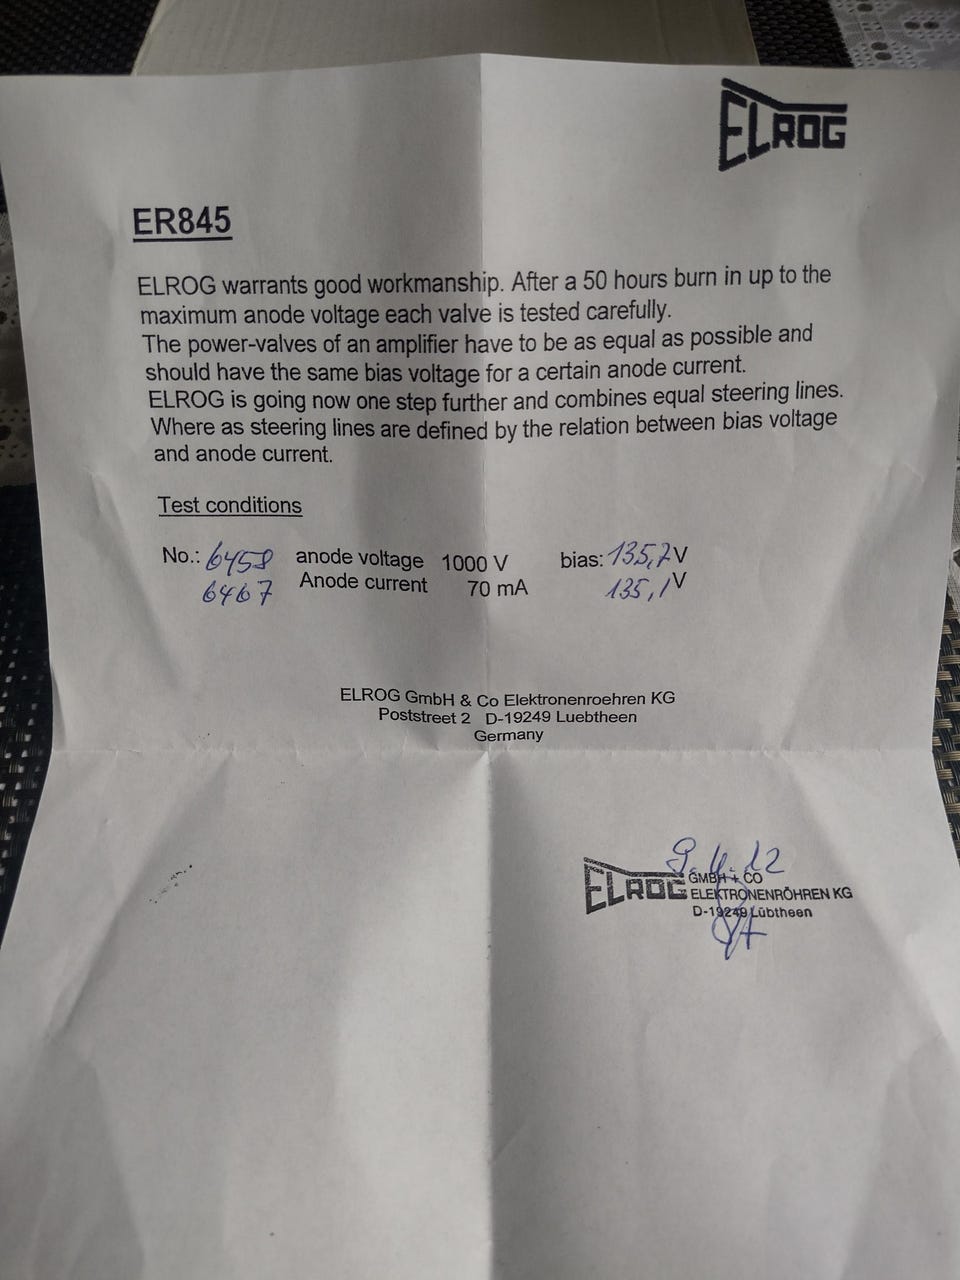 ELROG
ER845
ELROG warrants good workmanship. After a 50 hours burn in up to the
maximum anode voltage each valve is tested carefully.
The power-valves of an amplifier have to be as equal as possible and
should have the same bias voltage for a certain anode current.
ELROG is going now one step further and combines equal steering lines.
Where as steering lines are defined by the relation between bias voltage
and anode current.
Test conditions
No.: 6458 anode voltage 1000 V bias: 135,7 V
6467 Anode current 70 mA 135,1 V
ELROG GmbH & Co Elektronenroehren KG
Poststreet 2 D-19249 Luebtheen
Germany
9.4.12
ELROG GMBH + CO
ELEKTRONENRÖHREN KG
D-19249 Lübtheen